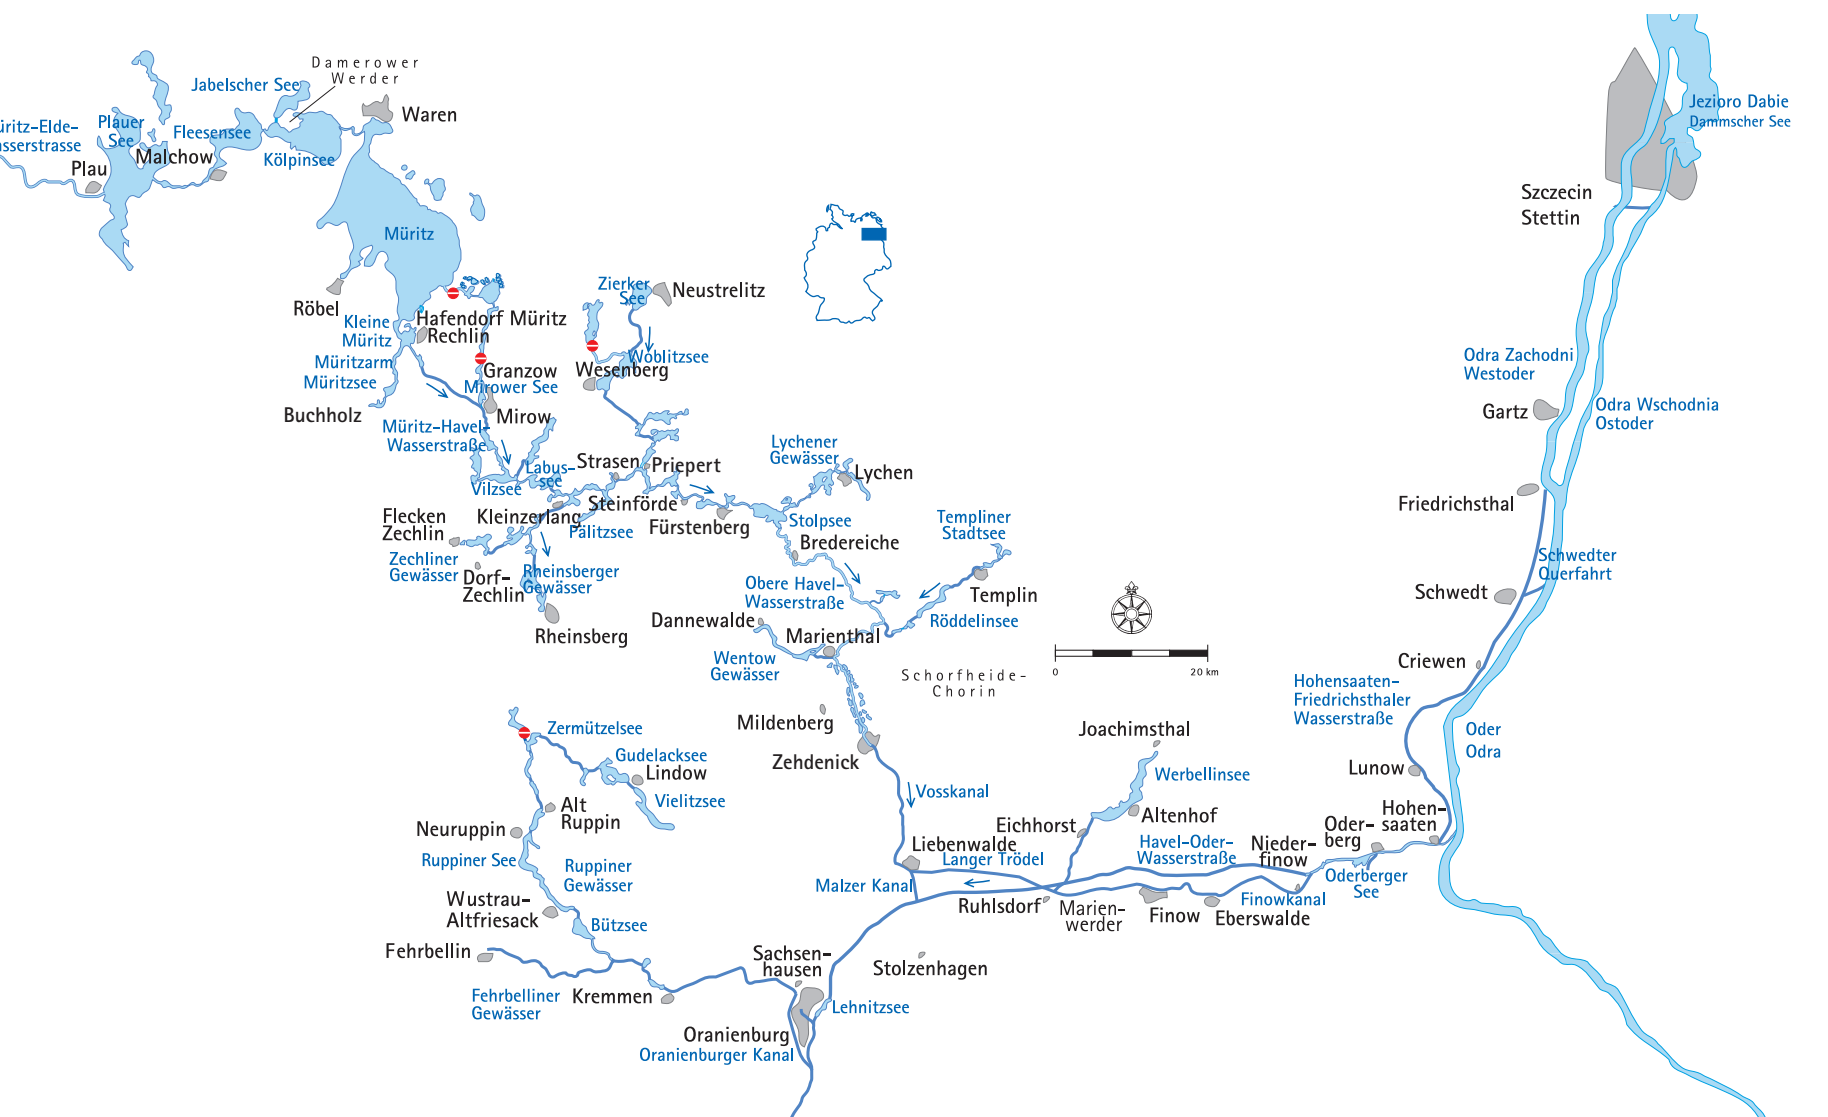 Damerower
Werder
Jabelscher See
Waren
Plauer
See
Fleesensee
Kölpinsee
Malchow
Plau
Müritz
Röbel
Hafendorf Müritz
Rechlin
Kleine
Müritz
Müritzarm
Müritzsee
Buchholz
Granzow
Mirower See
Mirow
Müritz-Havel-
Wasserstraße
Zierker
See
Neustrelitz
Woblitzsee
Wesenberg
Labus-
see
Vilzsee
Strasen
Priepert
Steinförde
Kleinzerlang
Pälitzsee
Fürstenberg
Flecken
Zechlin
Zechliner
Gewässer
Dorf-
Zechlin
Rheinsberger
Gewässer
Rheinsberg
Lychener
Gewässer
Lychen
Stolpsee
Bredereiche
Templiner
Stadtsee
Templin
Röddelinsee
Obere Havel-
Wasserstraße
Dannewalde
Marienthal
Wentow
Gewässer
Schorfheide-
Chorin
0
20 km
Mildenberg
Zehdenick
Vosskanal
Zermützelsee
Gudelacksee
Lindow
Vielitzsee
Alt
Ruppin
Neuruppin
Ruppiner See
Ruppiner
Gewässer
Wustrau-
Altfriesack
Bützsee
Fehrbellin
Fehrbelliner
Gewässer
Kremmen
Sachsen-
hausen
Oranienburg
Oranienburger Kanal
Lehnitzsee
Stolzenhagen
Liebenwalde
Langer Trödel
Malzer Kanal
Ruhlsdorf
Marien-
werder
Finow
Eberswalde
Finowkanal
Joachimsthal
Werbellinsee
Altenhof
Eichhorst
Havel-Oder-
Wasserstraße
Nieder-
finow
Oder-
berg
Oderberger
See
Hohen-
saaten
Lunow
Hohensaaten-
Friedrichsthaler
Wasserstraße
Oder
Odra
Criewen
Schwedt
Schwedter
Querfahrt
Friedrichsthal
Gartz
Odra Zachodni
Westoder
Odra Wschodnia
Ostoder
Szczecin
Stettin
Jezioro Dabie
Dammscher See